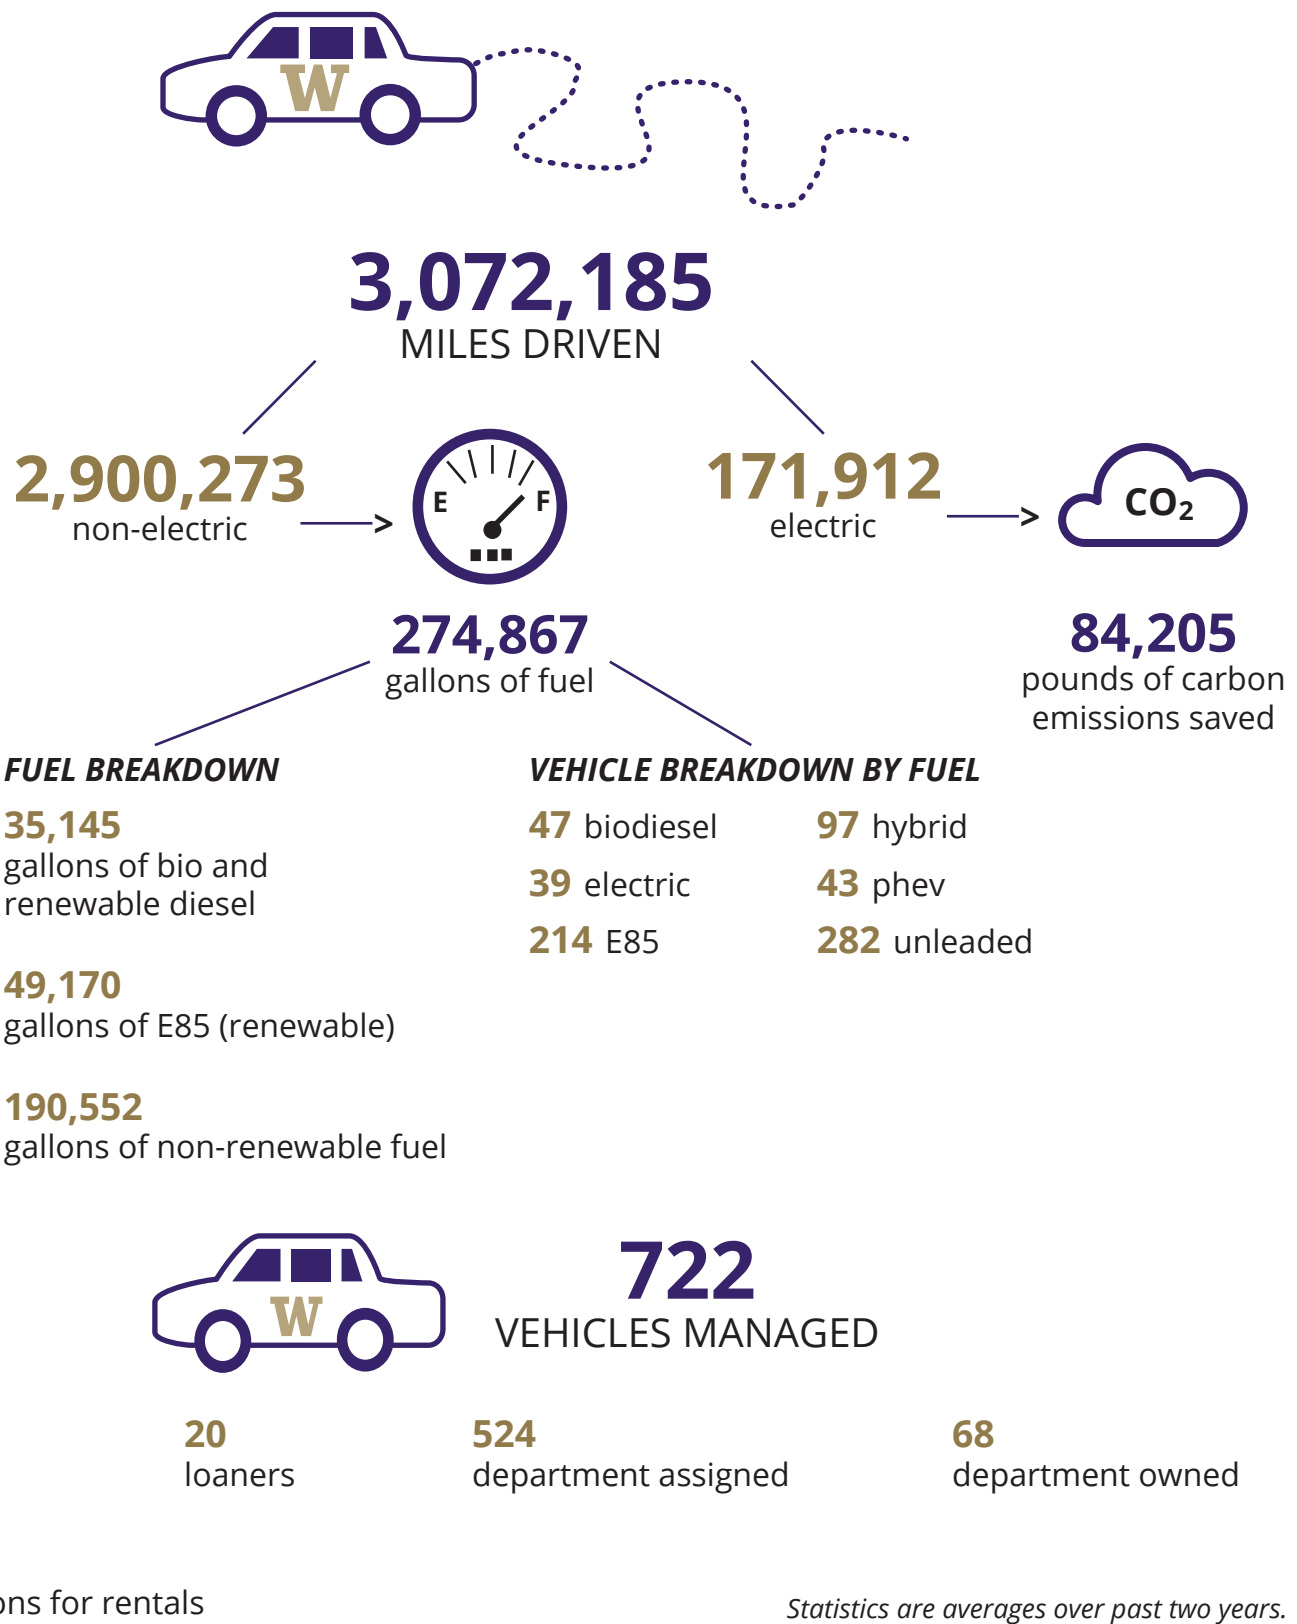 W
3,072,185
MILES DRIVEN
2,900,273
non-electric
>
E F
171,912
electric
>
CO₂
274,867
gallons of fuel
84,205
pounds of carbon
emissions saved
FUEL BREAKDOWN
35,145
gallons of bio and
renewable diesel
49,170
gallons of E85 (renewable)
190,552
gallons of non-renewable fuel
VEHICLE BREAKDOWN BY FUEL
47 biodiesel
39 electric
214 E85
97 hybrid
43 phev
282 unleaded
W
722
VEHICLES MANAGED
20
loaners
524
department assigned
68
department owned
ons for rentals
Statistics are averages over past two years.